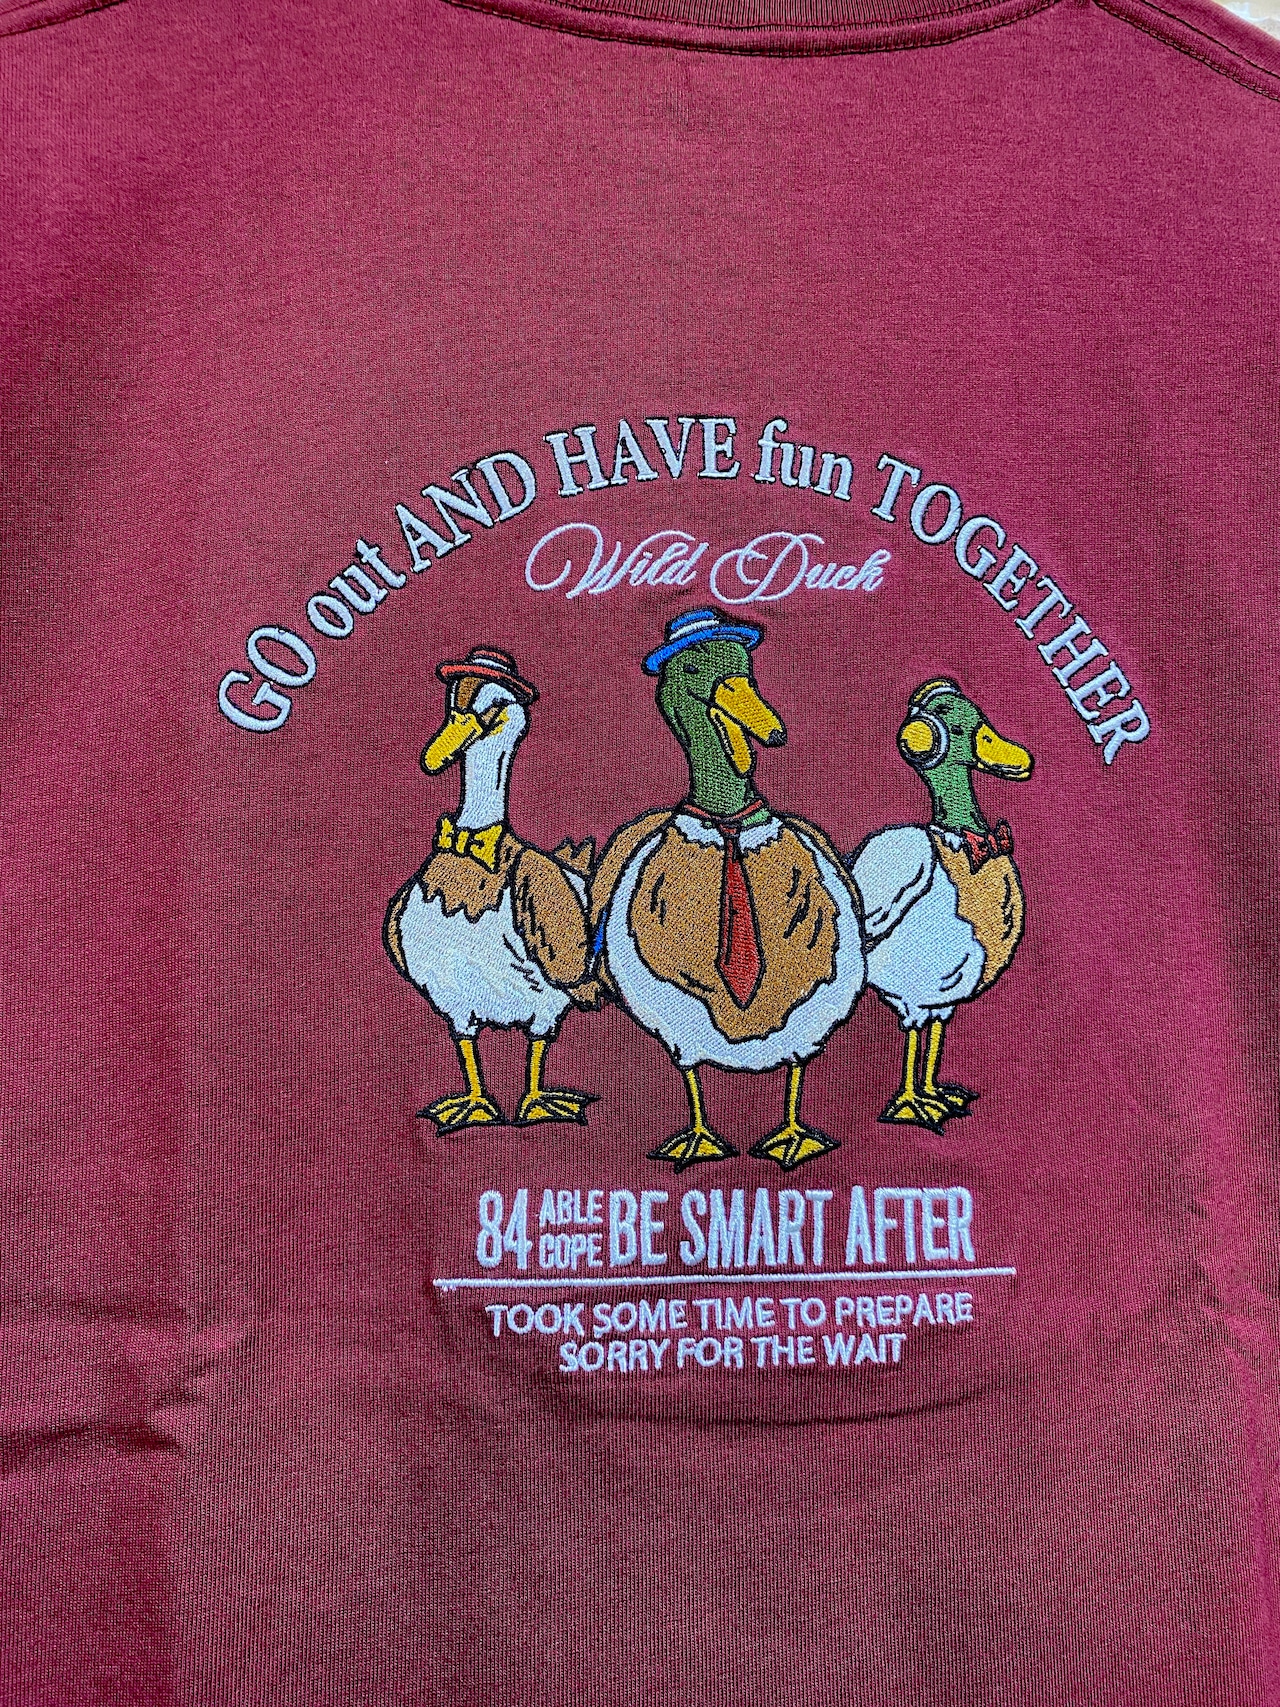 GO out AND HAVE fun TOGETHER
Wild Duck
84 ABLE COPE BE SMART AFTER
TOOK SOME TIME TO PREPARE
SORRY FOR THE WAIT